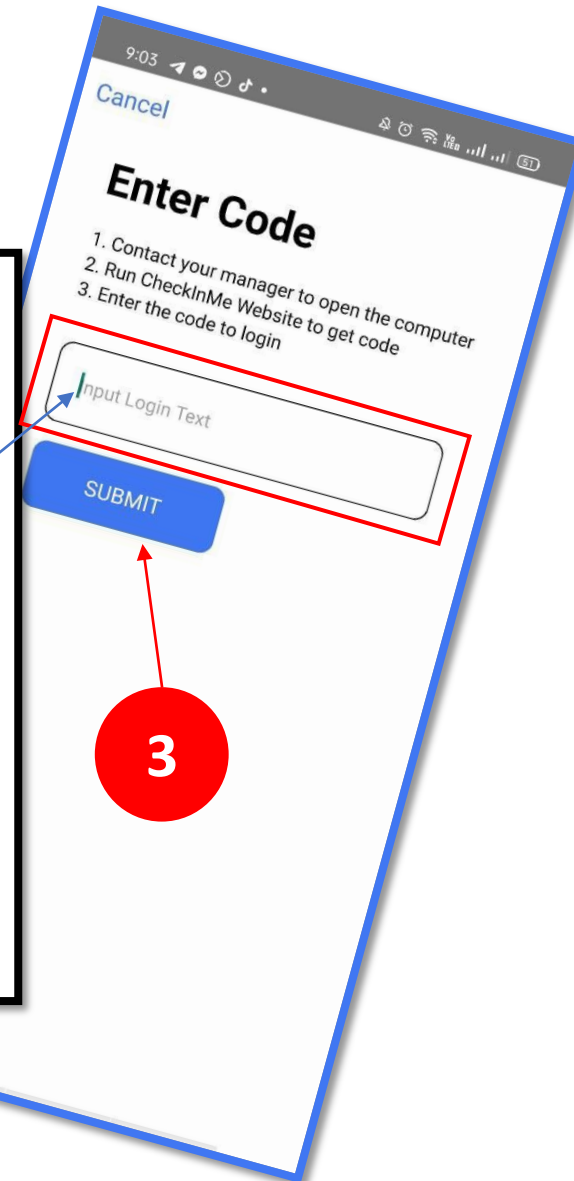 9:03
Cancel
Enter Code
1. Contact your manager to open the computer
2. Run CheckInMe Website to get code
3. Enter the code to login
Input Login Text
SUBMIT
3